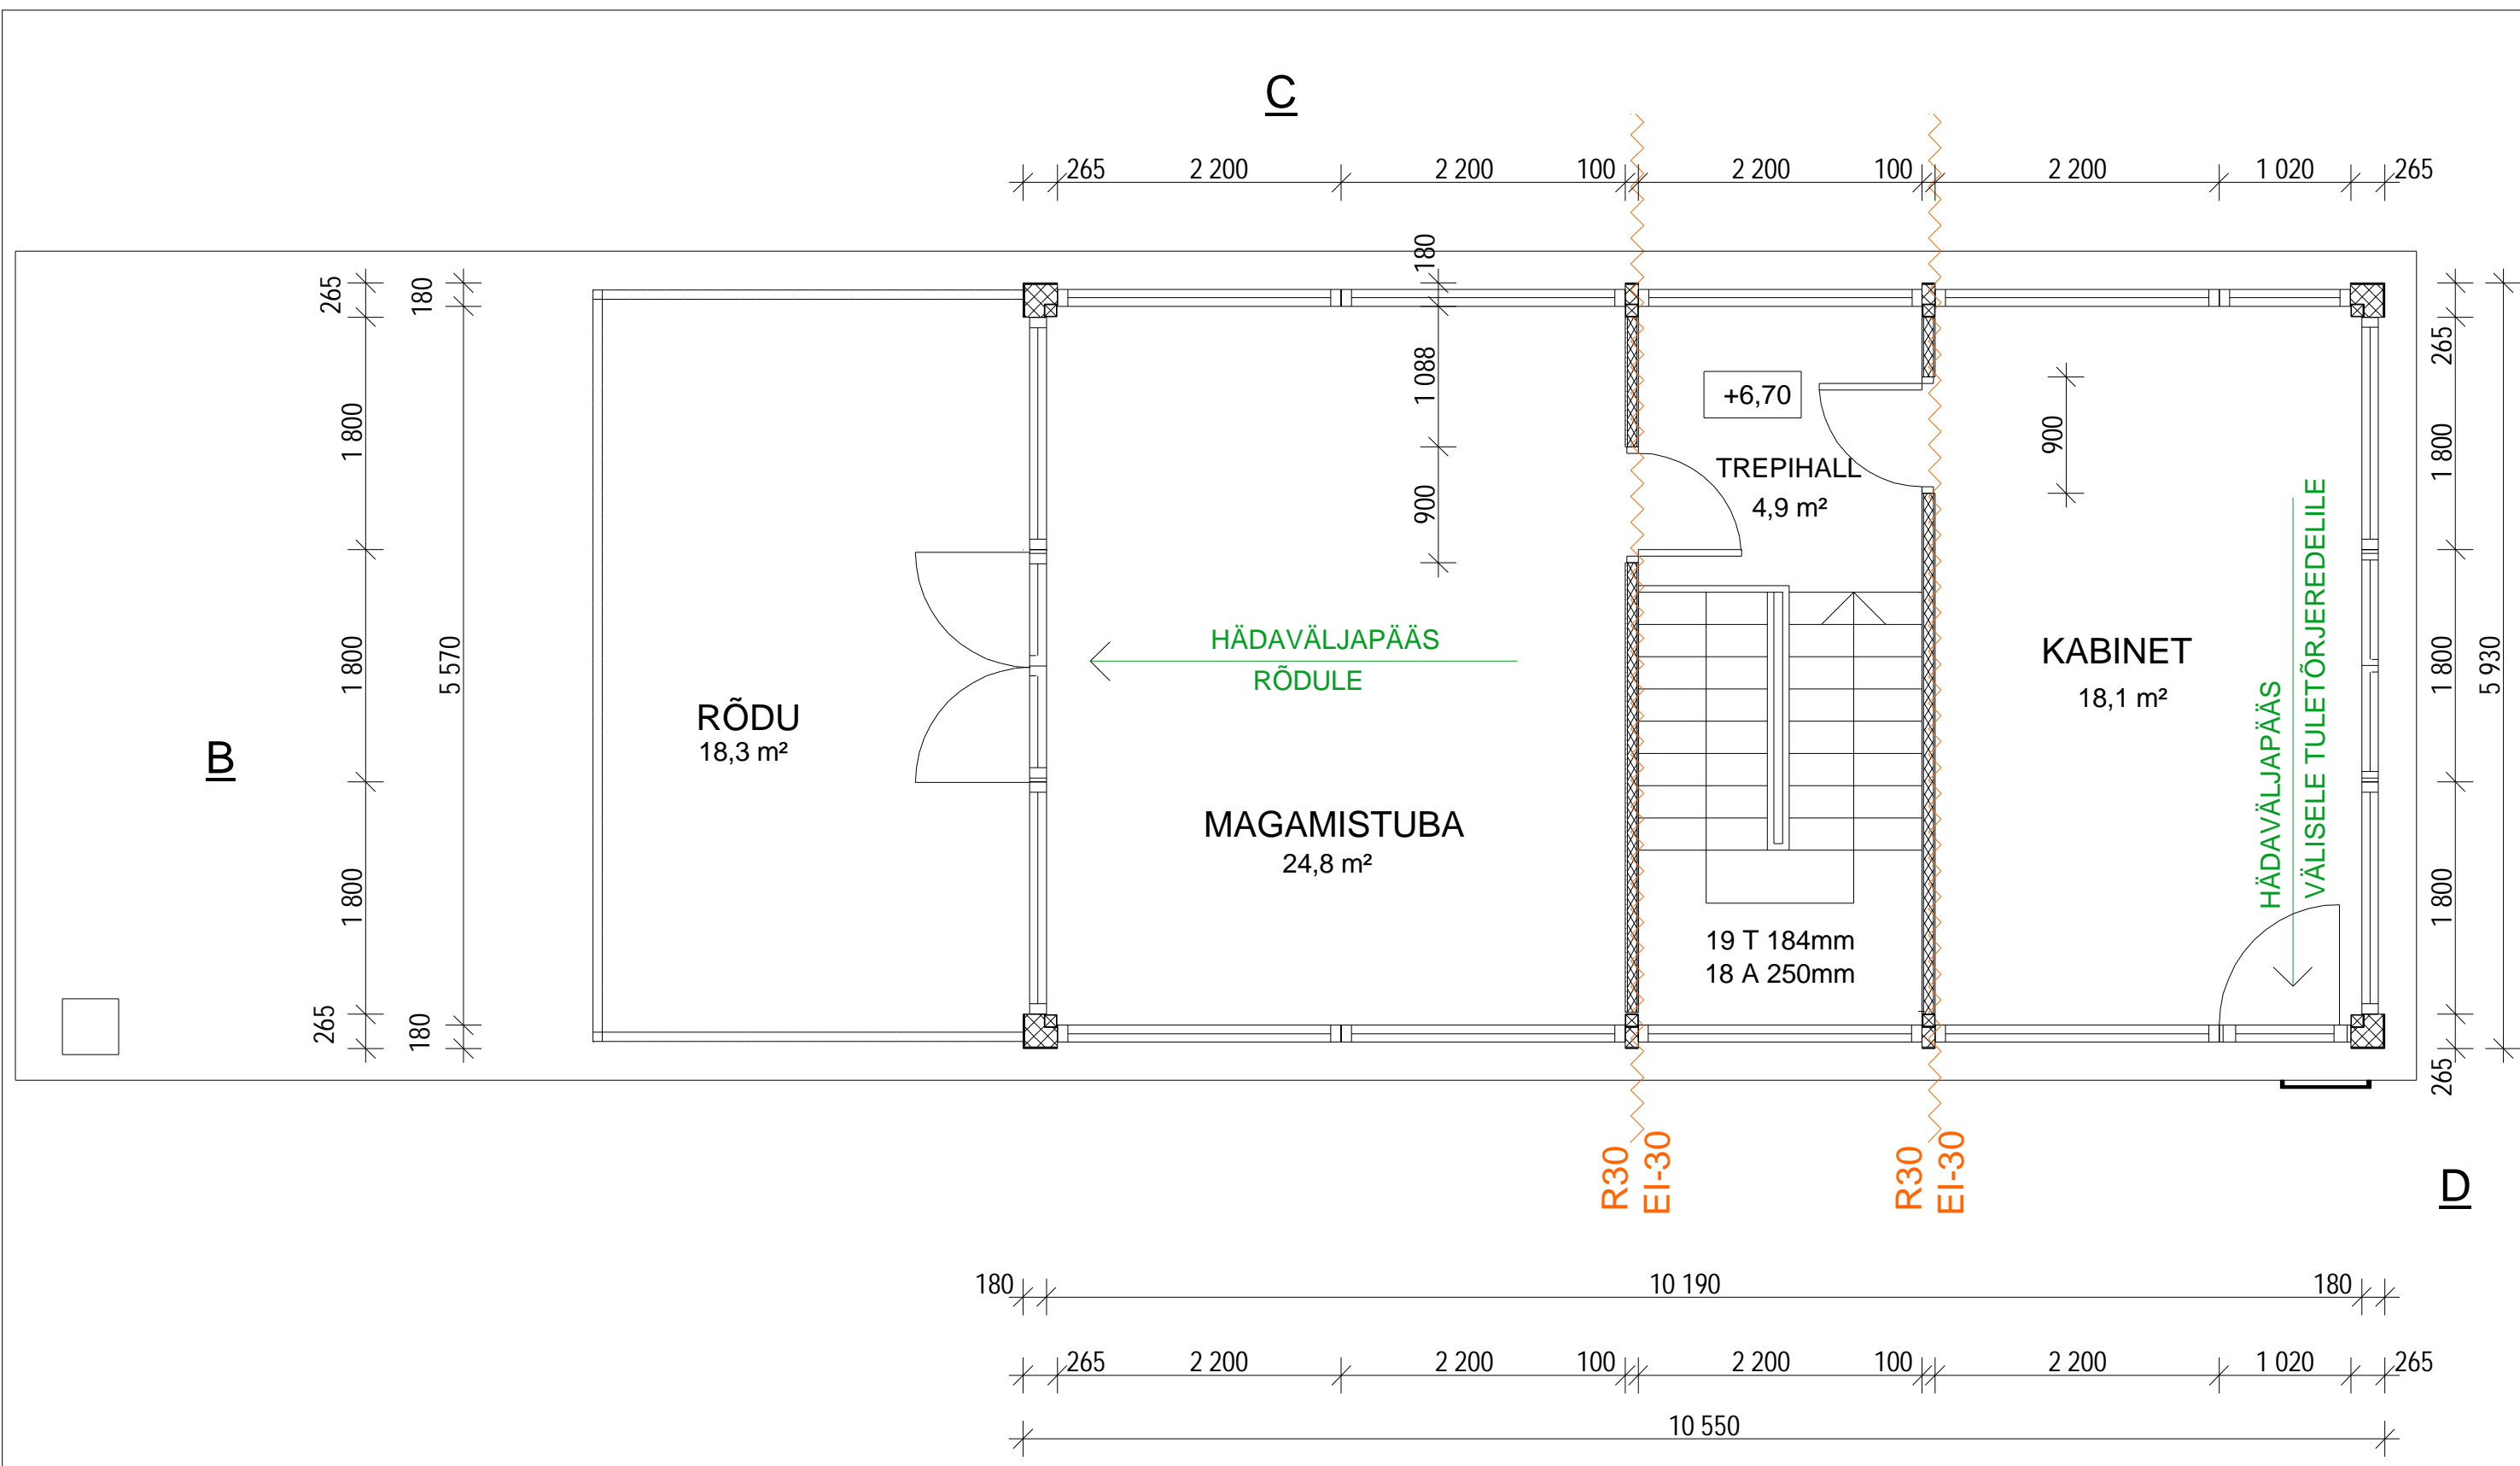 C
265 2 200 2 200 100 2 200 100 2 200 1 020 265
265
1 800
1 800
1 800
265
180
5 570
180
180
1 088
900
+6,70
TREPIHALL
4,9 m²
900
265
1 800
1 800
1 800
265
5 930
HÄDAVÄLJAPÄÄS
RÕDULE
KABINET
18,1 m²
HÄDAVÄLJAPÄÄS
VÄLISELE TULETÕRJEREDELILE
RÕDU
18,3 m²
B
MAGAMISTUBA
24,8 m²
19 T 184mm
18 A 250mm
R30
EI-30
R30
EI-30
D
180 10 190 180
265 2 200 2 200 100 2 200 100 2 200 1 020 265
10 550